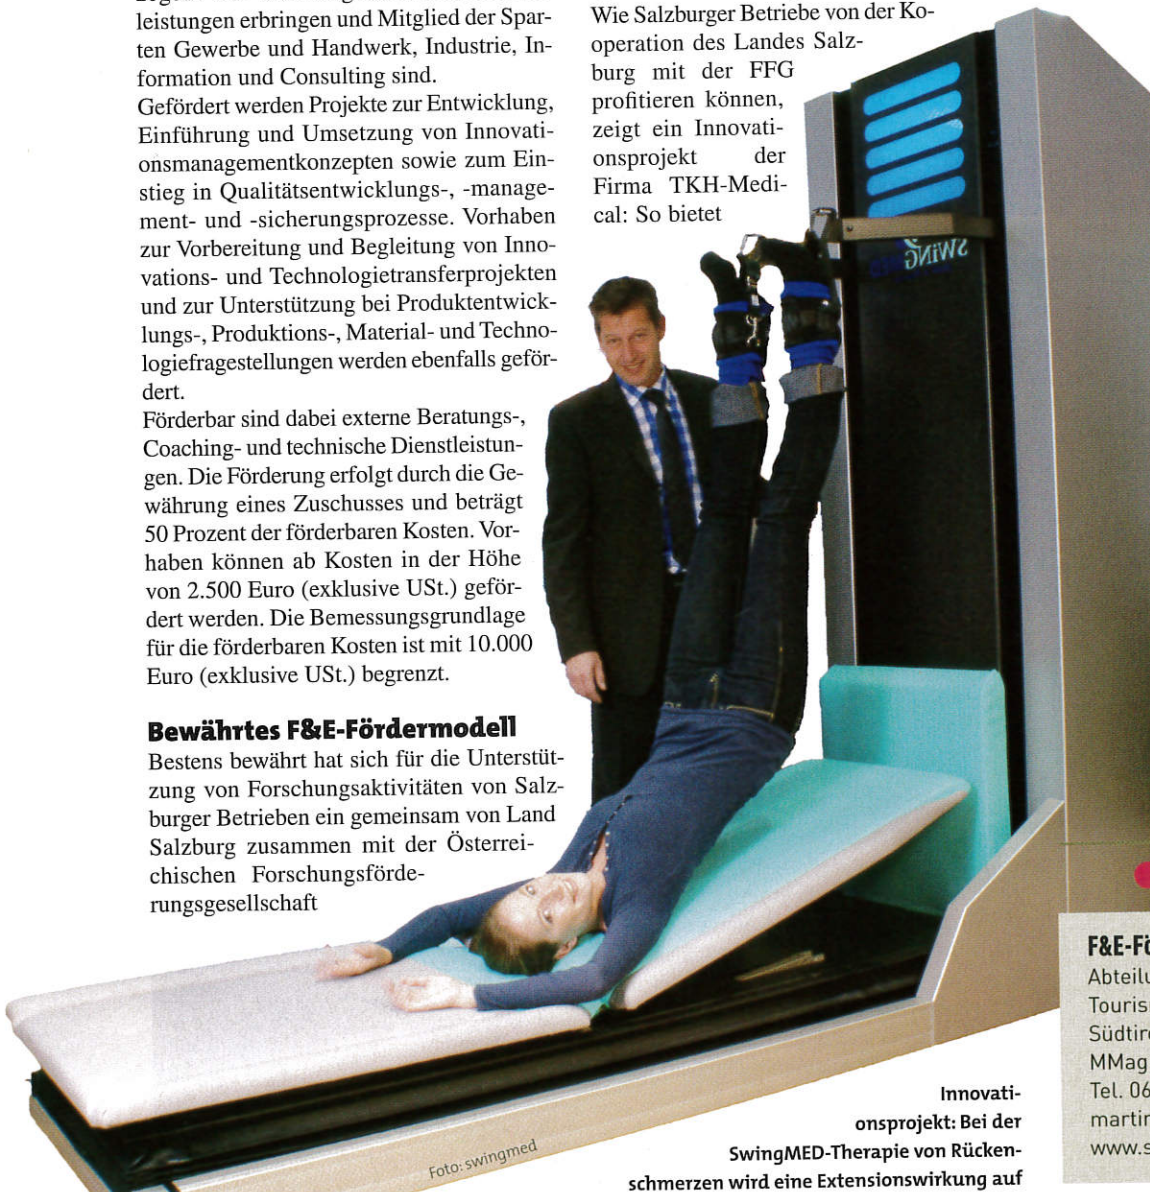 leistungen erbringen und Mitglied der Spar-
ten Gewerbe und Handwerk, Industrie, In-
formation und Consulting sind.
Gefördert werden Projekte zur Entwicklung,
Einführung und Umsetzung von Innovati-
onsmanagementkonzepten sowie zum Ein-
stieg in Qualitätsentwicklungs-, -manage-
ment- und -sicherungsprozesse. Vorhaben
zur Vorbereitung und Begleitung von Inno-
vations- und Technologietransferprojekten
und zur Unterstützung bei Produktentwick-
lungs-, Produktions-, Material- und Techno-
logiefragestellungen werden ebenfalls geför-
dert.
Förderbar sind dabei externe Beratungs-,
Coaching- und technische Dienstleistun-
gen. Die Förderung erfolgt durch die Ge-
währung eines Zuschusses und beträgt
50 Prozent der förderbaren Kosten. Vor-
haben können ab Kosten in der Höhe
von 2.500 Euro (exklusive USt.) geför-
dert werden. Die Bemessungsgrundlage
für die förderbaren Kosten ist mit 10.000
Euro (exklusive USt.) begrenzt.
Bewährtes F&E-Fördermodell
Bestens bewährt hat sich für die Unterstüt-
zung von Forschungsaktivitäten von Salz-
burger Betrieben ein gemeinsam von Land
Salzburg zusammen mit der Österrei-
chischen Forschungsförde-
rungsgesellschaft
Wie Salzburger Betriebe von der Ko-
operation des Landes Salz-
burg mit der FFG
profitieren können,
zeigt ein Innovati-
onsprojekt der
Firma TKH-Medi-
cal: So bietet
SWiNG
Foto: swingmed
Innovati-
onsprojekt: Bei der
SwingMED-Therapie von Rücken-
schmerzen wird eine Extensionswirkung auf
F&E-Fö
Abteilu
Touris
Südtir
MMag
Tel. 06
martin
www.s